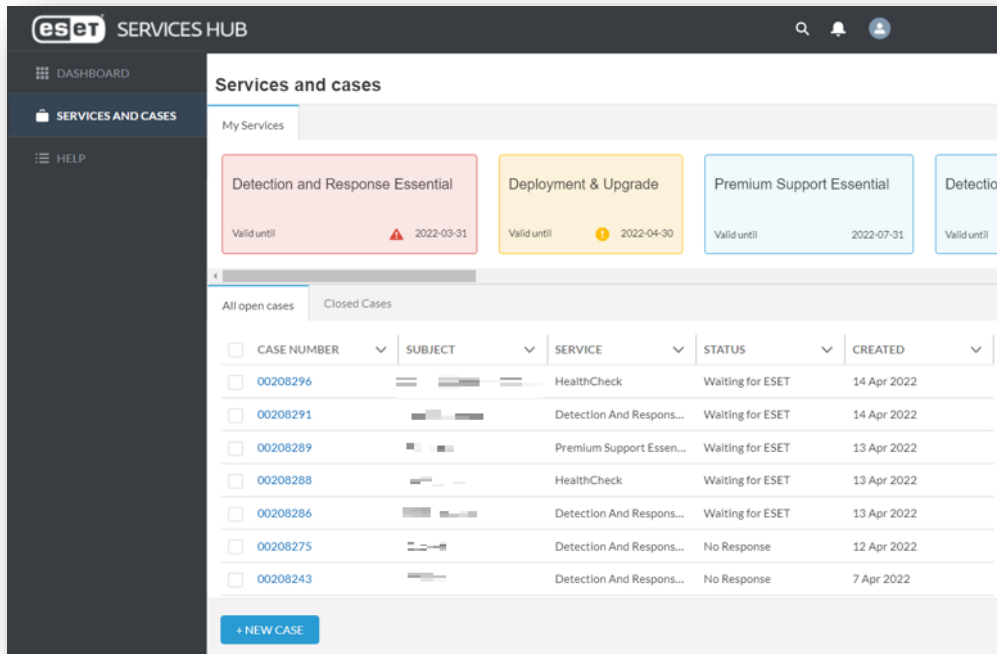 eset SERVICES HUB
DASHBOARD
SERVICES AND CASES
HELP
Services and cases
My Services
Detection and Response Essential
Valid until 2022-03-31
Deployment & Upgrade
Valid until 2022-04-30
Premium Support Essential
Valid until 2022-07-31
Detectio
Valid until
All open cases Closed Cases
CASE NUMBER SUBJECT SERVICE STATUS CREATED
00208296 HealthCheck Waiting for ESET 14 Apr 2022
00208291 Detection And Respons... Waiting for ESET 14 Apr 2022
00208289 Premium Support Essen... Waiting for ESET 13 Apr 2022
00208288 HealthCheck Waiting for ESET 13 Apr 2022
00208286 Detection And Respons... Waiting for ESET 13 Apr 2022
00208275 Detection And Respons... No Response 12 Apr 2022
00208243 Detection And Respons... No Response 7 Apr 2022
+ NEW CASE